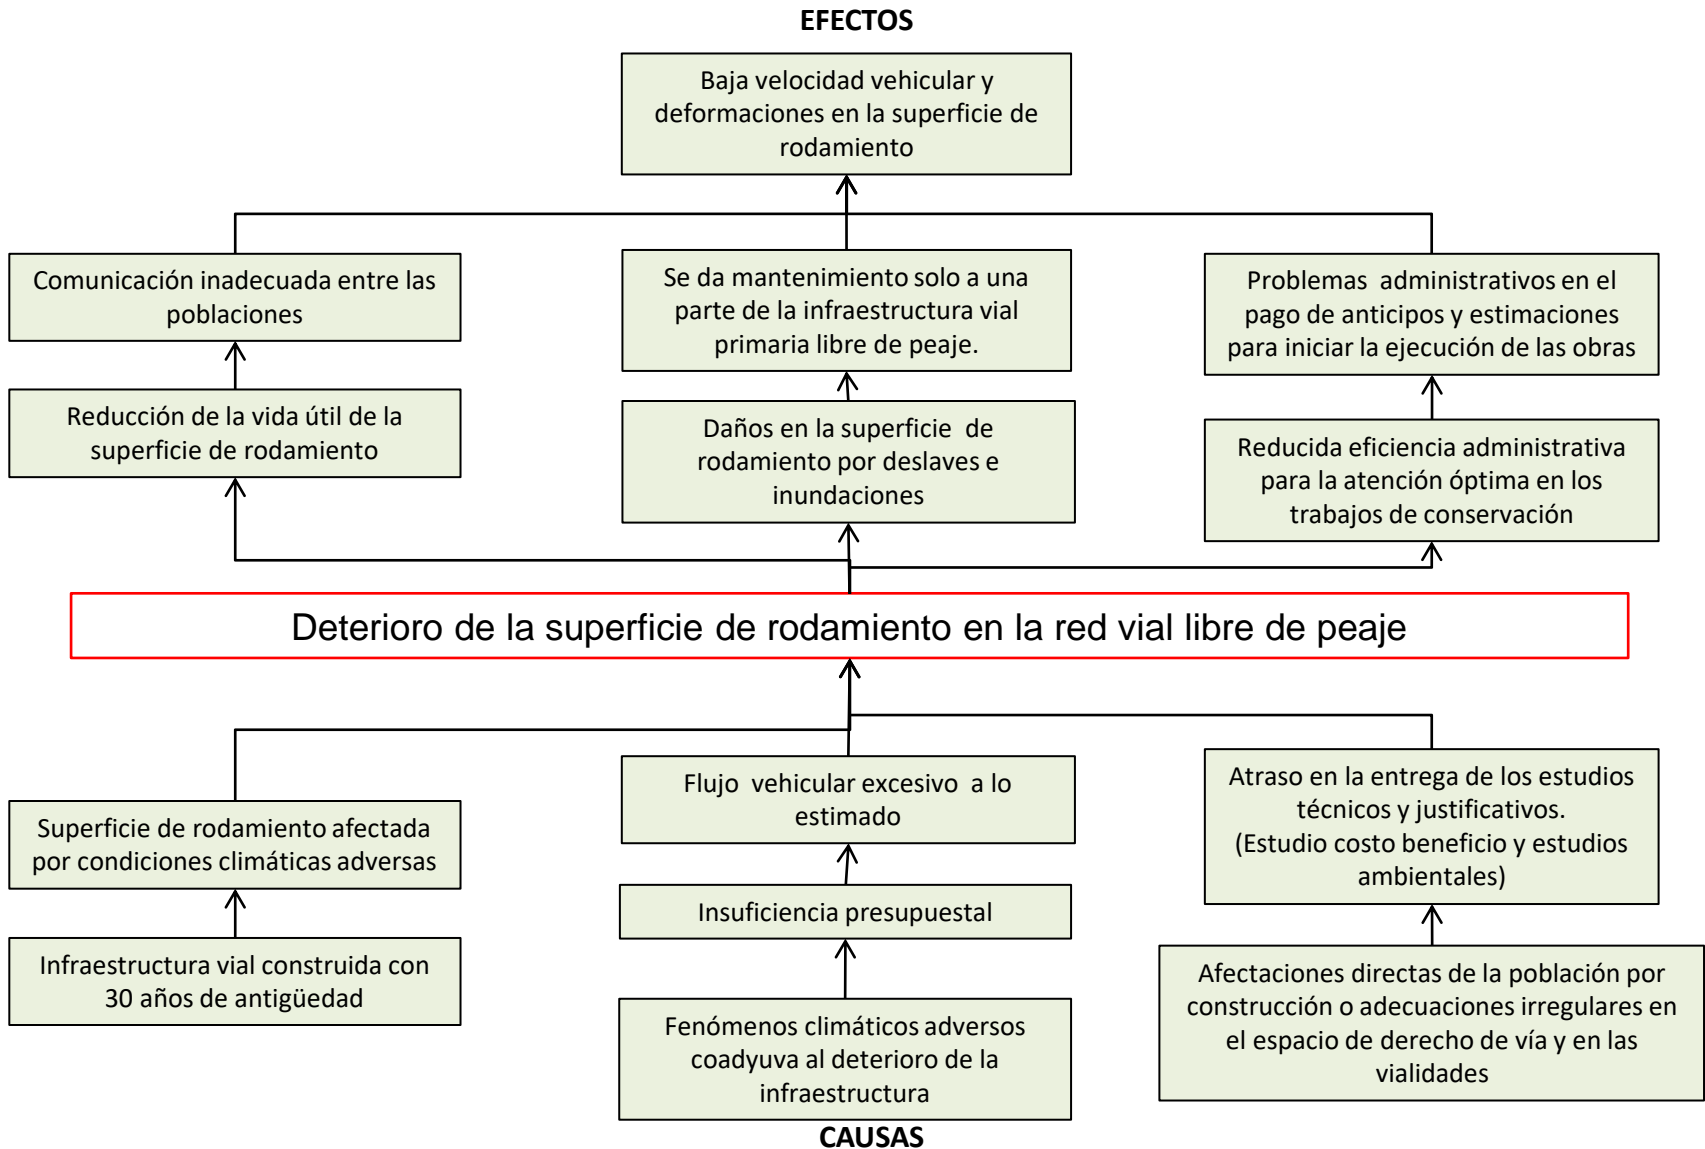 EFECTOS
Baja velocidad vehicular y
deformaciones en la superficie de
rodamiento
Comunicación inadecuada entre las
poblaciones
Se da mantenimiento solo a una
parte de la infraestructura vial
primaria libre de peaje.
Problemas  administrativos en el
pago de anticipos y estimaciones
para iniciar la ejecución de las obras
Reducción de la vida útil de la
superficie de rodamiento
Daños en la superficie  de
rodamiento por deslaves e
inundaciones
Reducida eficiencia administrativa
para la atención óptima en los
trabajos de conservación
Deterioro de la superficie de rodamiento en la red vial libre de peaje
Superficie de rodamiento afectada
por condiciones climáticas adversas
Flujo  vehicular excesivo  a lo
estimado
Atraso en la entrega de los estudios
técnicos y justificativos.
(Estudio costo beneficio y estudios
ambientales)
Insuficiencia presupuestal
Infraestructura vial construida con
30 años de antigüedad
Fenómenos climáticos adversos
coadyuva al deterioro de la
infraestructura
Afectaciones directas de la población por
construcción o adecuaciones irregulares en
el espacio de derecho de vía y en las
vialidades
CAUSAS